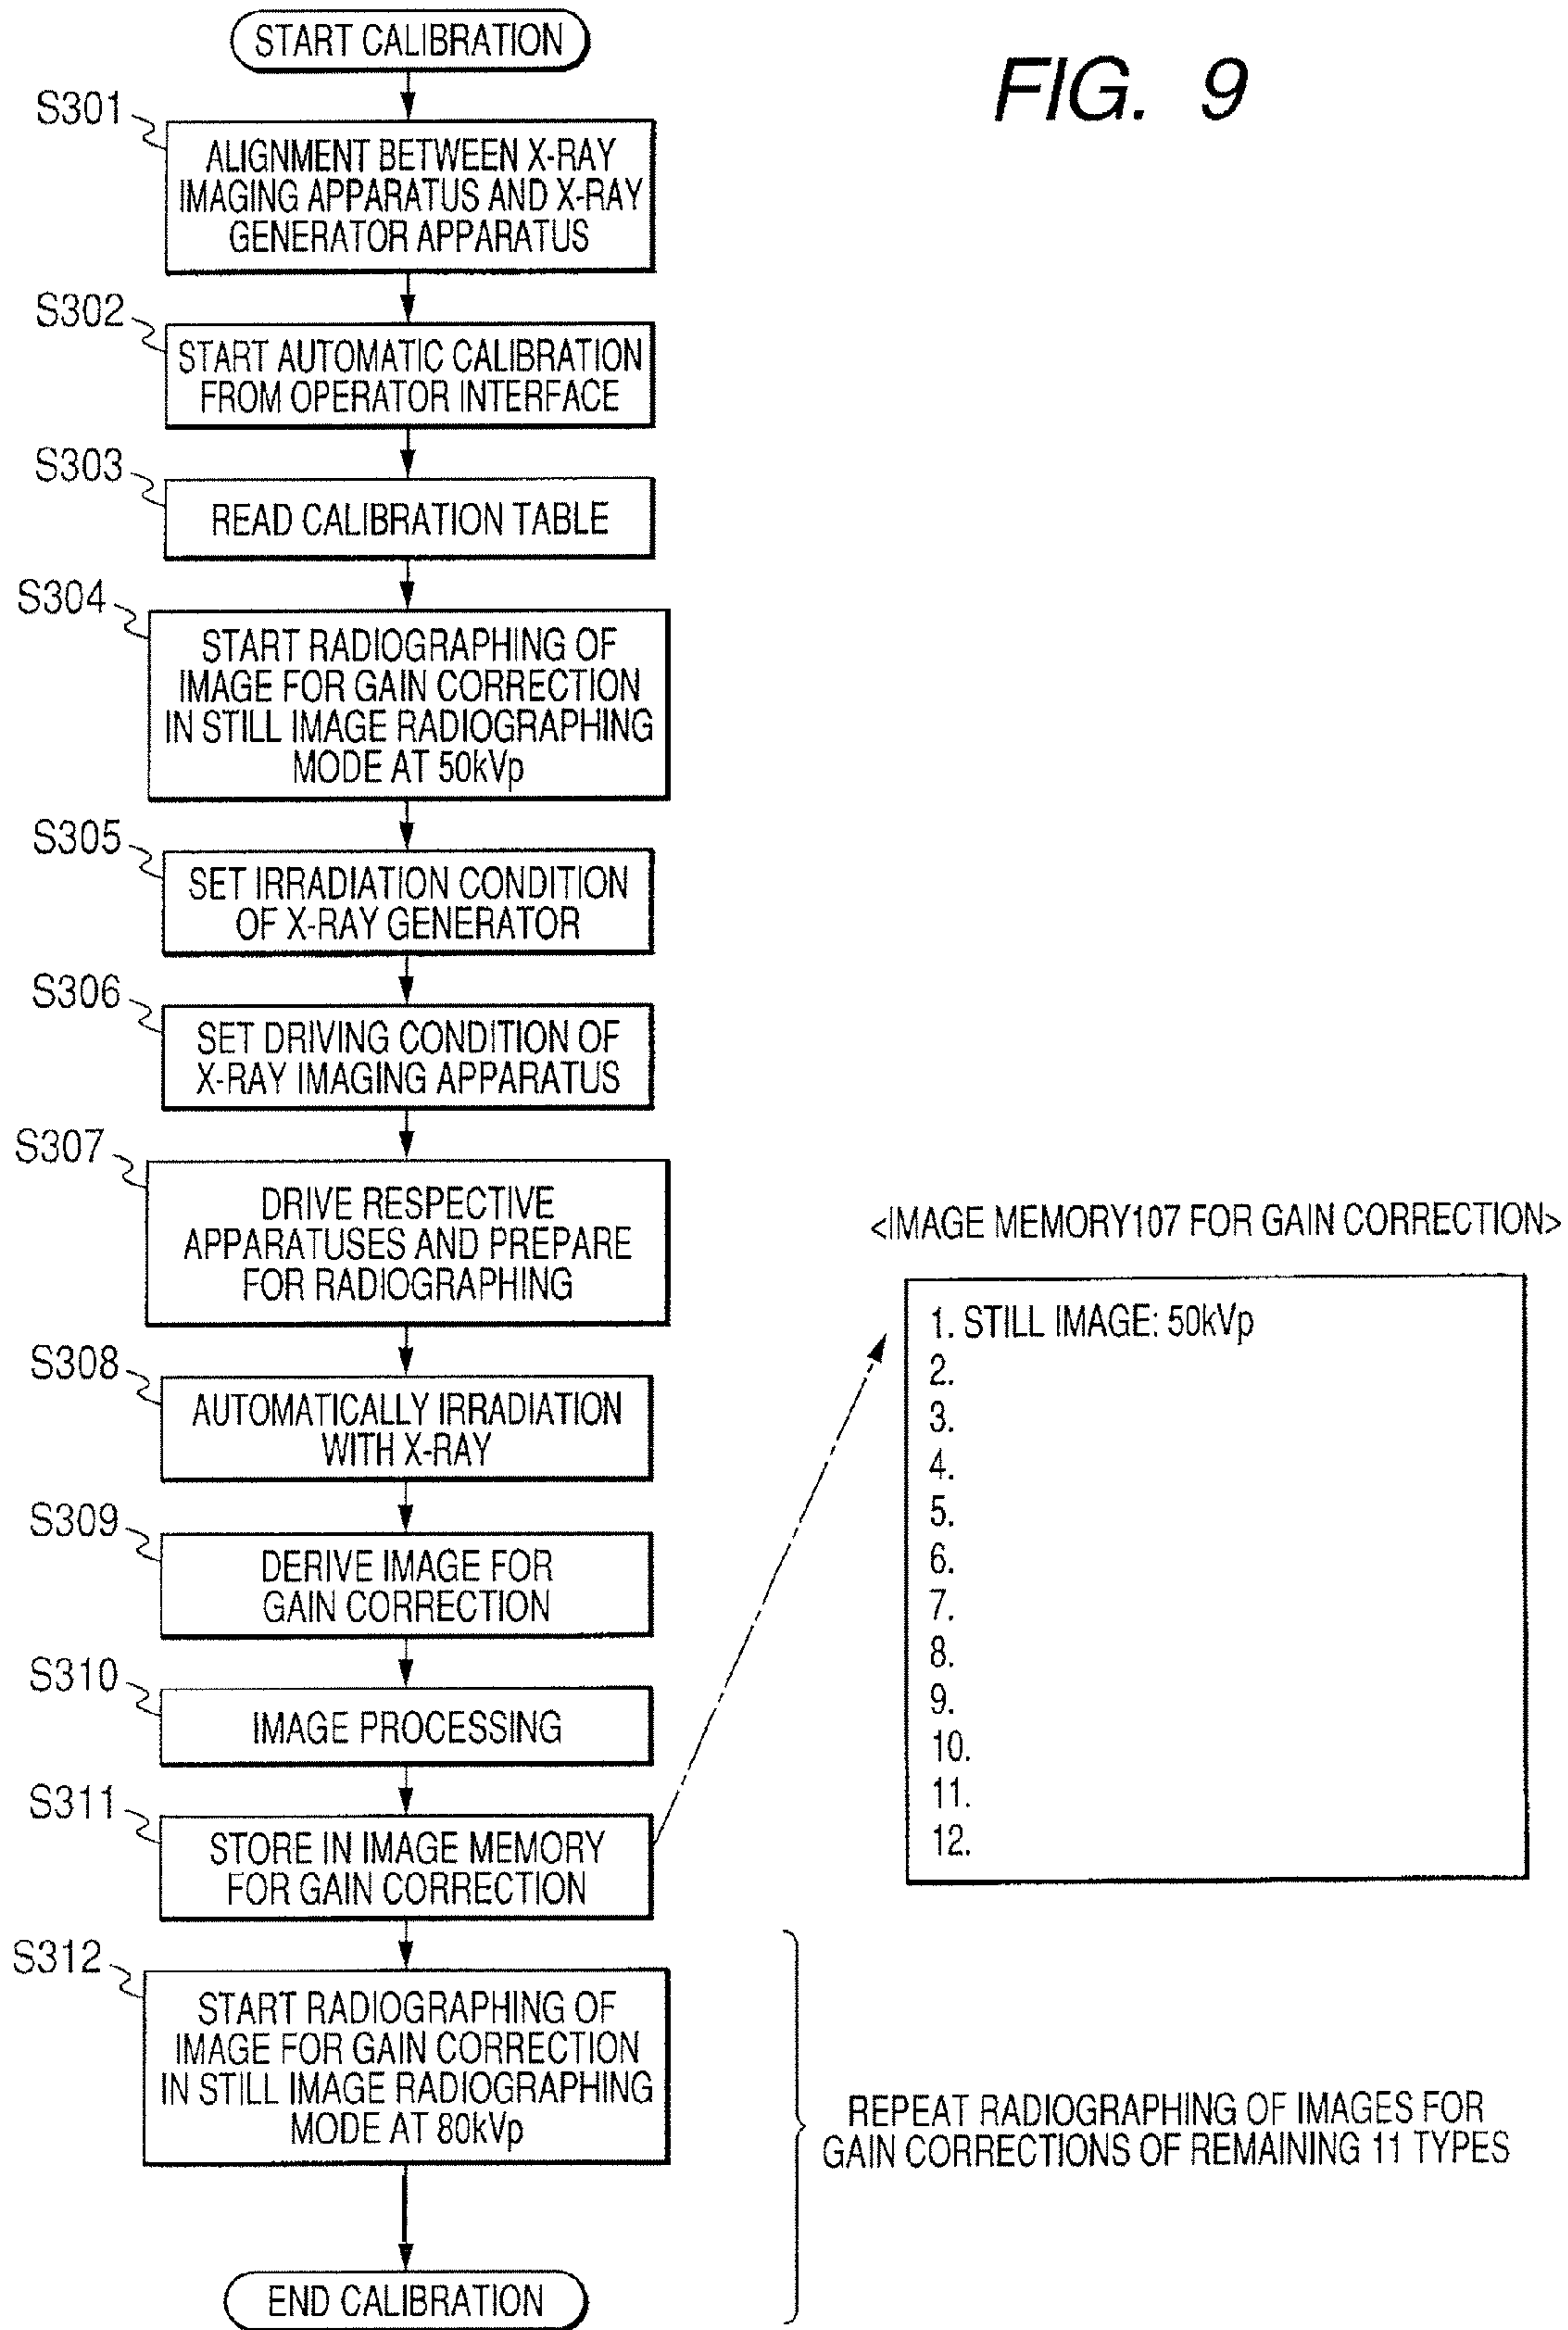 FIG. 9
START CALIBRATION
S301
ALIGNMENT BETWEEN X-RAY
IMAGING APPARATUS AND X-RAY
GENERATOR APPARATUS
S302
START AUTOMATIC CALIBRATION
FROM OPERATOR INTERFACE
S303
READ CALIBRATION TABLE
S304
START RADIOGRAPHING OF
IMAGE FOR GAIN CORRECTION
IN STILL IMAGE RADIOGRAPHING
MODE AT 50kVp
S305
SET IRRADIATION CONDITION
OF X-RAY GENERATOR
S306
SET DRIVING CONDITION OF
X-RAY IMAGING APPARATUS
S307
DRIVE RESPECTIVE
APPARATUSES AND PREPARE
FOR RADIOGRAPHING
S308
AUTOMATICALLY IRRADIATION
WITH X-RAY
S309
DERIVE IMAGE FOR
GAIN CORRECTION
S310
IMAGE PROCESSING
S311
STORE IN IMAGE MEMORY
FOR GAIN CORRECTION
<IMAGE MEMORY107 FOR GAIN CORRECTION>
1. STILL IMAGE: 50kVp
2.
3.
4.
5.
6.
7.
8.
9.
10.
11.
12.
S312
START RADIOGRAPHING OF
IMAGE FOR GAIN CORRECTION
IN STILL IMAGE RADIOGRAPHING
MODE AT 80kVp
REPEAT RADIOGRAPHING OF IMAGES FOR
GAIN CORRECTIONS OF REMAINING 11 TYPES
END CALIBRATION